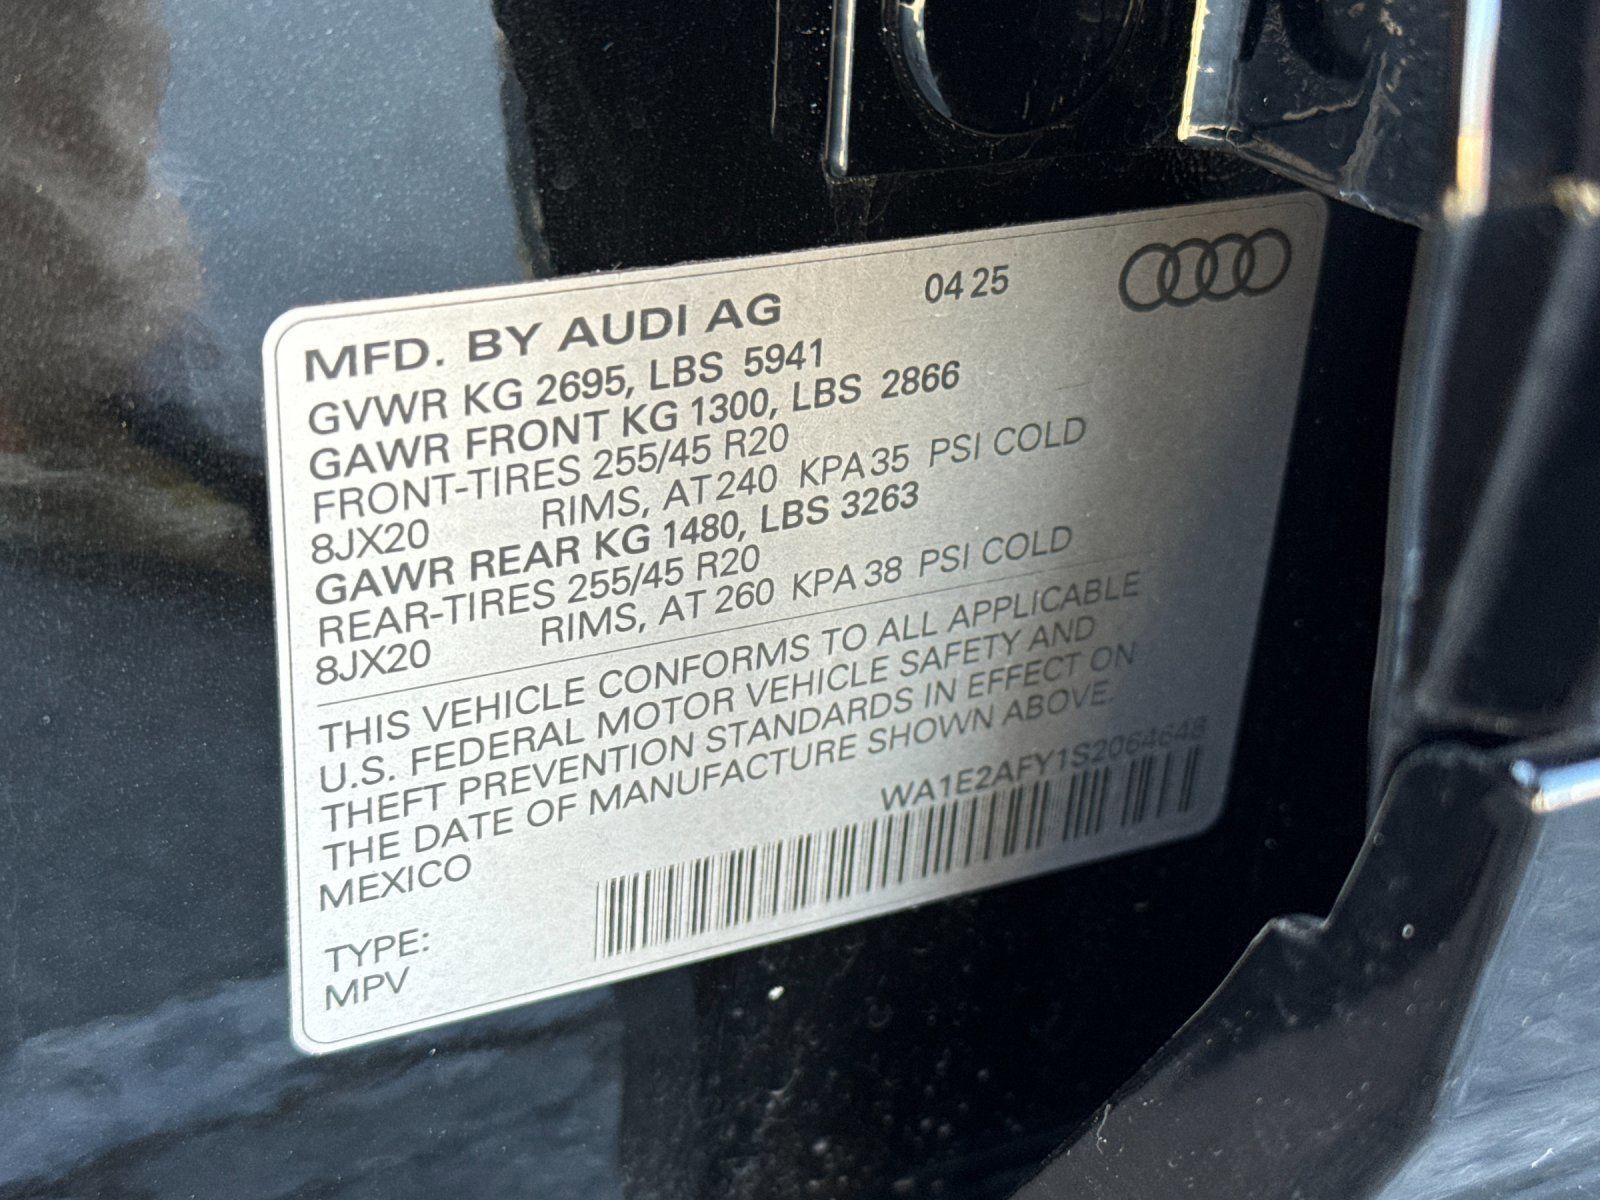 MFD. BY AUDI AG 04 25
GVWR KG 2695, LBS 5941
GAWR FRONT KG 1300, LBS 2866
FRONT-TIRES 255/45 R20
8JX20 RIMS, AT 240 KPA 35 PSI COLD
GAWR REAR KG 1480, LBS 3263
REAR-TIRES 255/45 R20
8JX20 RIMS, AT 260 KPA 38 PSI COLD
THIS VEHICLE CONFORMS TO ALL APPLICABLE
U.S. FEDERAL MOTOR VEHICLE SAFETY AND
THEFT PREVENTION STANDARDS IN EFFECT ON
THE DATE OF MANUFACTURE SHOWN ABOVE.
MEXICO
WA1E2AFY1S2064648
TYPE:
MPV